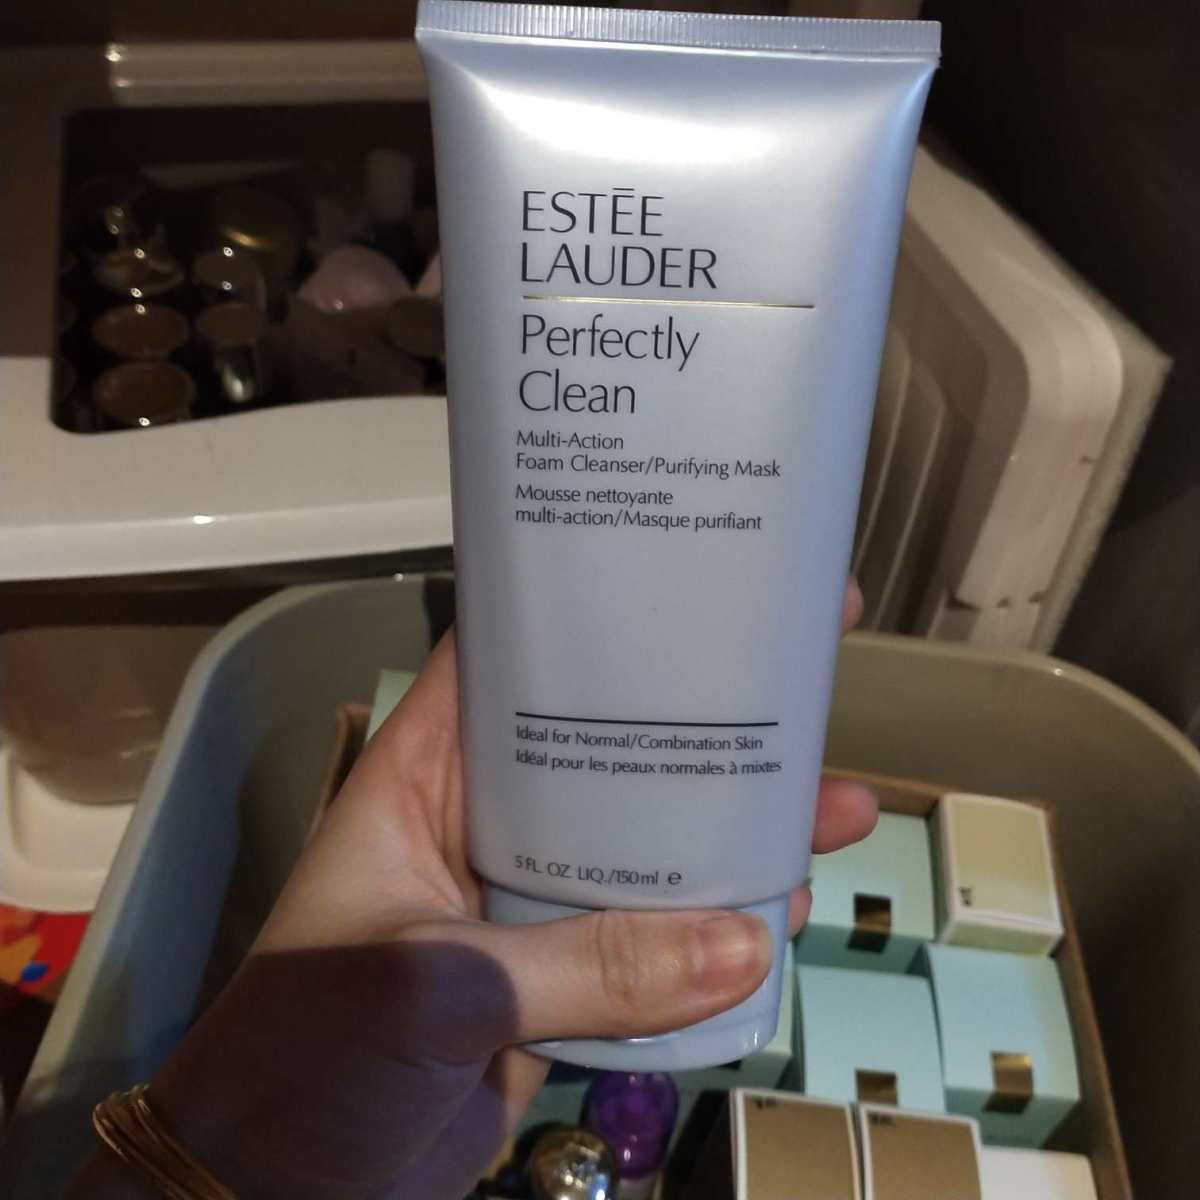 ESTĒE
LAUDER
Perfectly
Clean
Multi-Action
Foam Cleanser/Purifying Mask
Mousse nettoyante
multi-action/Masque purifiant
Ideal for Normal/Combination Skin
Idéal pour les peaux normales à mixtes
5 FL. OZ. LIQ./150 ml ℮